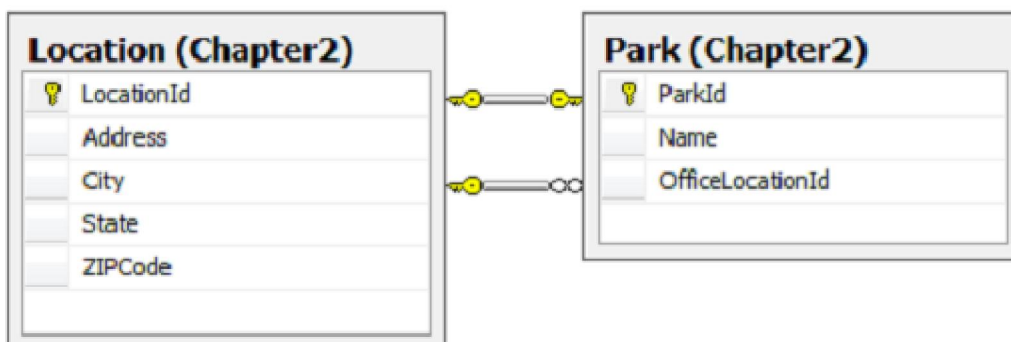 Location (Chapter2)
LocationId
Address
City
State
ZIPCode
Park (Chapter2)
ParkId
Name
OfficeLocationId